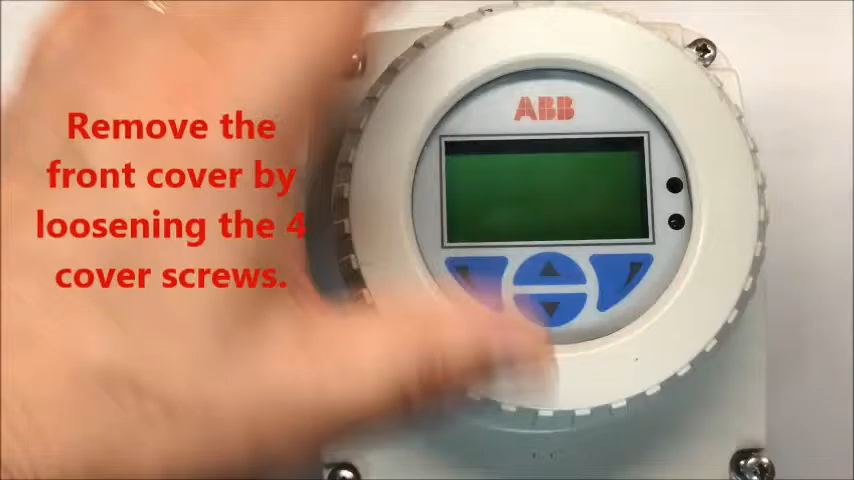 Remove the
front cover by
loosening the 4
cover screws.
ABB